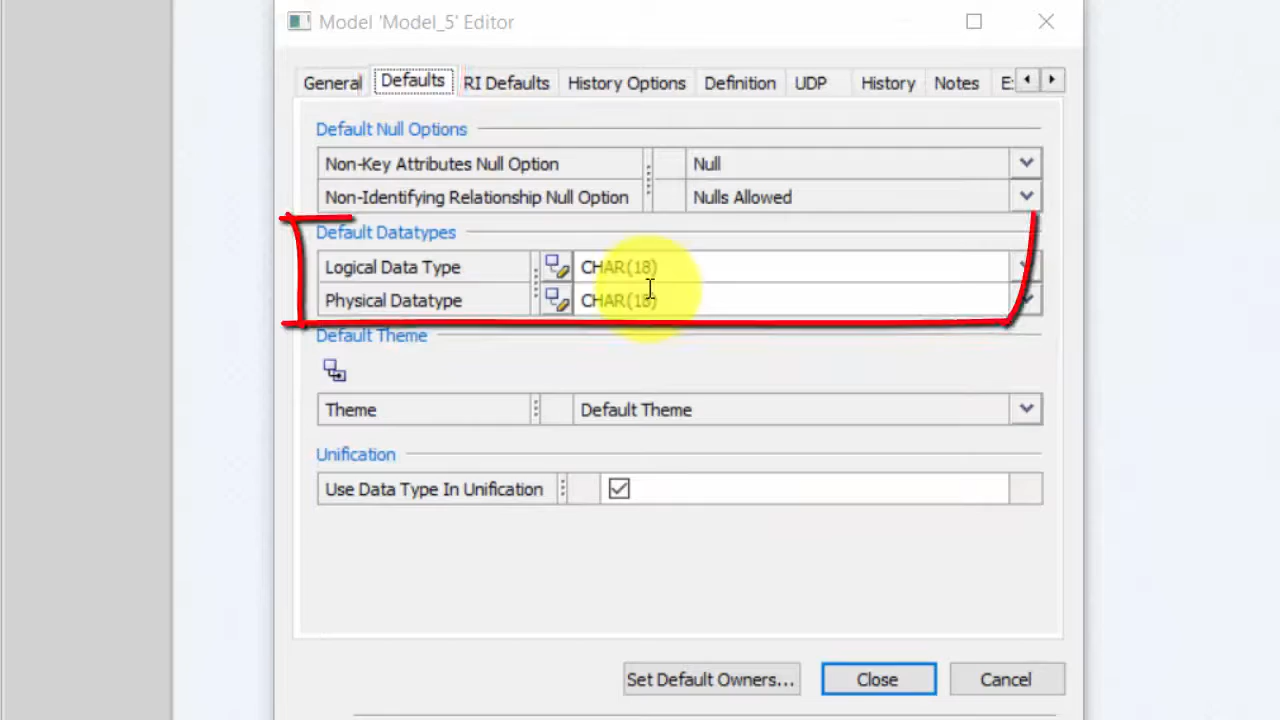 Model 'Model_5' Editor
General Defaults RI Defaults History Options Definition UDP History Notes
Default Null Options
Non-Key Attributes Null Option Null
Non-Identifying Relationship Null Option Nulls Allowed
Default Datatypes
Logical Data Type CHAR(18)
Physical Datatype CHAR(18)
Default Theme
Theme Default Theme
Unification
Use Data Type In Unification
Set Default Owners... Close Cancel